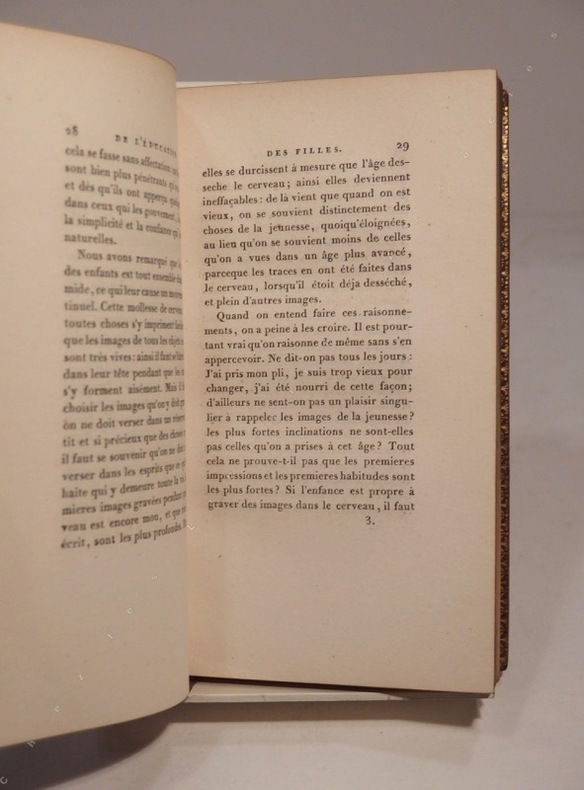 28
DE L'ÉDUCATION
cela se fasse sans affectation;
sont bien plus pénétrants
et dès qu'ils ont apperçu
dans ceux qui les gouvernent,
la simplicité et la confiance
naturelles.
Nous avons remarqué que
des enfants est tout ensemble
mide, ce qui leur cause un
tinuel. Cette mollesse de
toutes choses s'y impriment
que les images de tous les objets
sont très vives: ainsi il faut
dans leur tête pendant que les
s'y forment aisément. Mais il
choisir les images qu'on y doit
on ne doit verser dans un
tit et si précieux que des choses
il faut se souvenir qu'on ne
verser dans les esprits que ce
haite qui y demeure toute la
mieres images gravées pendant
veau est encore mou, et que
écrit, sont les plus profondes.
DES FILLES.
29
elles se durcissent à mesure que l'âge des-
seche le cerveau; ainsi elles deviennent
ineffaçables: de là vient que quand on est
vieux, on se souvient distinctement des
choses de la jeunesse, quoiqu'éloignées,
au lieu qu'on se souvient moins de celles
qu'on a vues dans un âge plus avancé,
parceque les traces en ont été faites dans
le cerveau, lorsqu'il étoit déja desséché,
et plein d'autres images.
Quand on entend faire ces raisonne-
ments, on a peine à les croire. Il est pour-
tant vrai qu'on raisonne de même sans s'en
appercevoir. Ne dit-on pas tous les jours:
J'ai pris mon pli, je suis trop vieux pour
changer, j'ai été nourri de cette façon;
d'ailleurs ne sent-on pas un plaisir singu-
lier à rappeler les images de la jeunesse?
les plus fortes inclinations ne sont-elles
pas celles qu'on a prises à cet âge? Tout
cela ne prouve-t-il pas que les premieres
impressions et les premieres habitudes sont
les plus fortes? Si l'enfance est propre à
graver des images dans le cerveau, il faut
3.